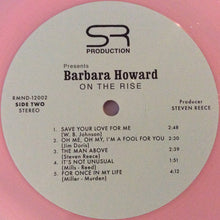 SR
PRODUCTION
Presents
Barbara Howard
ON THE RISE
RMND-12002
SIDE TWO
STEREO
Producer
STEVEN REECE
1. SAVE YOUR LOVE FOR ME 2:48
(W. B. Johnson)
2. OH ME, OH MY, I'M A FOOL FOR YOU 2:30
(Jim Doris)
3. THE MAN ABOVE 2:29
(Steven Reece)
4. IT'S NOT UNUSUAL 1:51
(Mills - Reed)
5. FOR ONCE IN MY LIFE 4:12
(Miller - Murden)